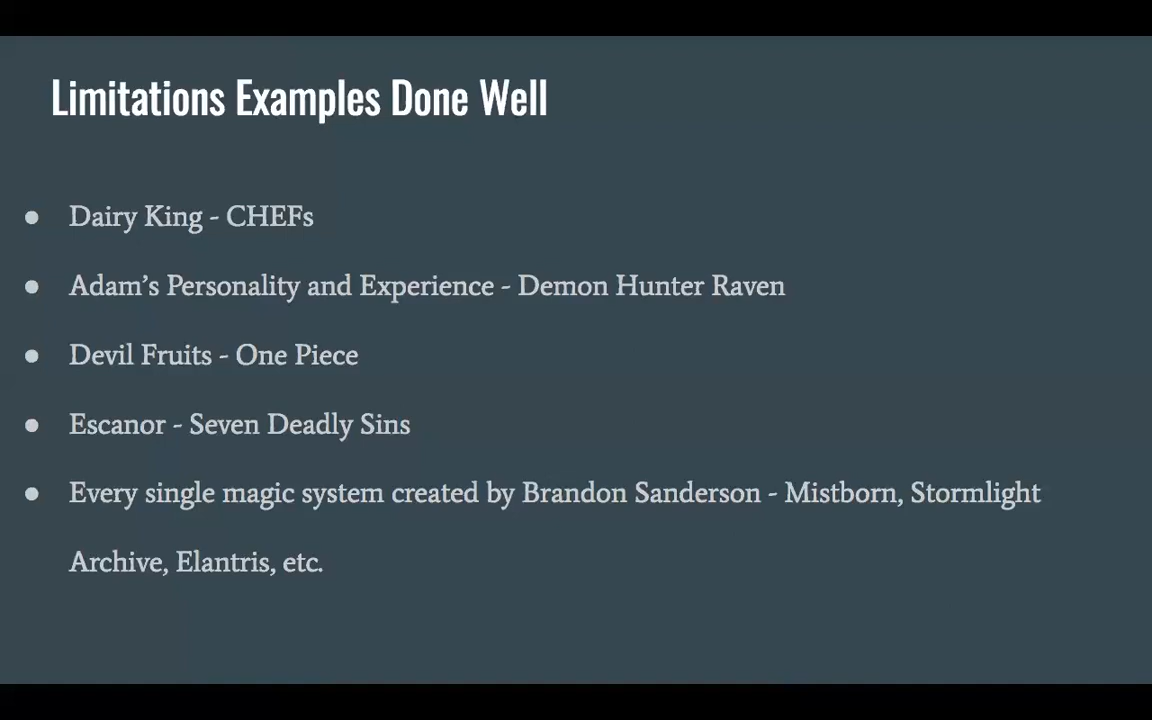 Limitations Examples Done Well
● Dairy King - CHEFs
● Adam’s Personality and Experience - Demon Hunter Raven
● Devil Fruits - One Piece
● Escanor - Seven Deadly Sins
● Every single magic system created by Brandon Sanderson - Mistborn, Stormlight
Archive, Elantris, etc.